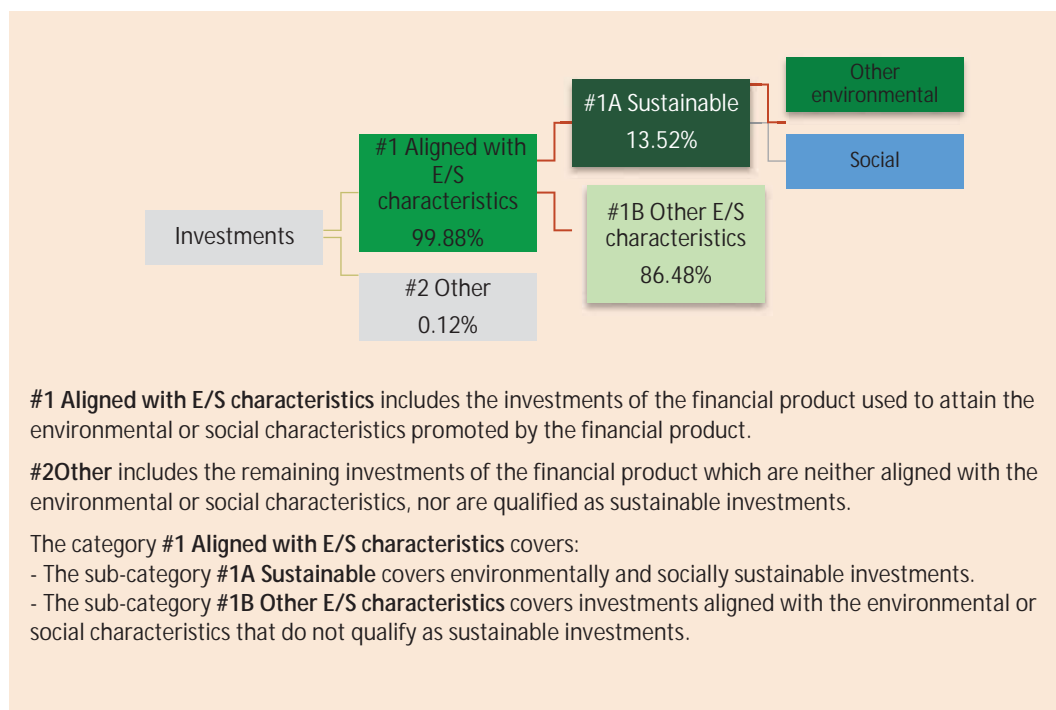 Investments
#1 Aligned with
E/S
characteristics
99.88%
#2 Other
0.12%
#1A Sustainable
13.52%
#1B Other E/S
characteristics
86.48%
Other
environmental
Social
#1 Aligned with E/S characteristics includes the investments of the financial product used to attain the
environmental or social characteristics promoted by the financial product.
#2Other includes the remaining investments of the financial product which are neither aligned with the
environmental or social characteristics, nor are qualified as sustainable investments.
The category #1 Aligned with E/S characteristics covers:
- The sub-category #1A Sustainable covers environmentally and socially sustainable investments.
- The sub-category #1B Other E/S characteristics covers investments aligned with the environmental or
social characteristics that do not qualify as sustainable investments.